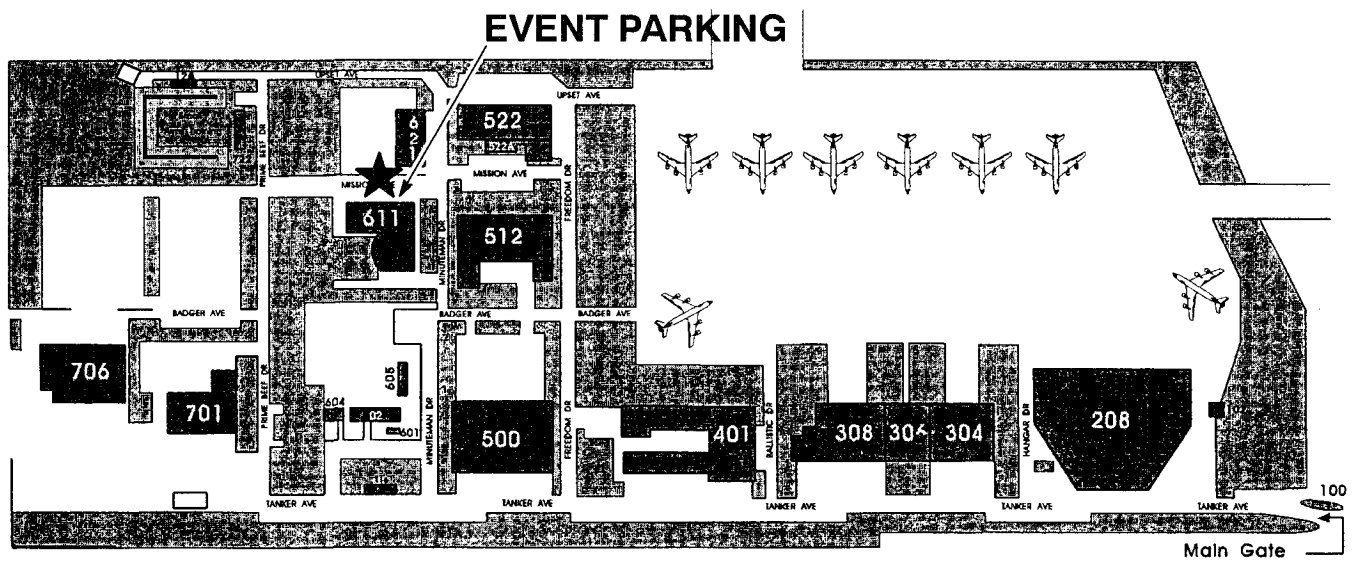 EVENT PARKING
UPSET AVE
UPSET AVE
621
522
522A
PRIME BEEF DR
MISSION AVE
FREEDOM DR
611
512
MINUTEMAN DR
BADGER AVE
BADGER AVE
BADGER AVE
706
701
PRIME BEEF DR
605
604
02
601
MINUTEMAN DR
500
FREEDOM DR
401
BALLISTIC DR
308
304
HANGAR DR
208
100
TANKER AVE
TANKER AVE
TANKER AVE
TANKER AVE
TANKER AVE
Main Gate